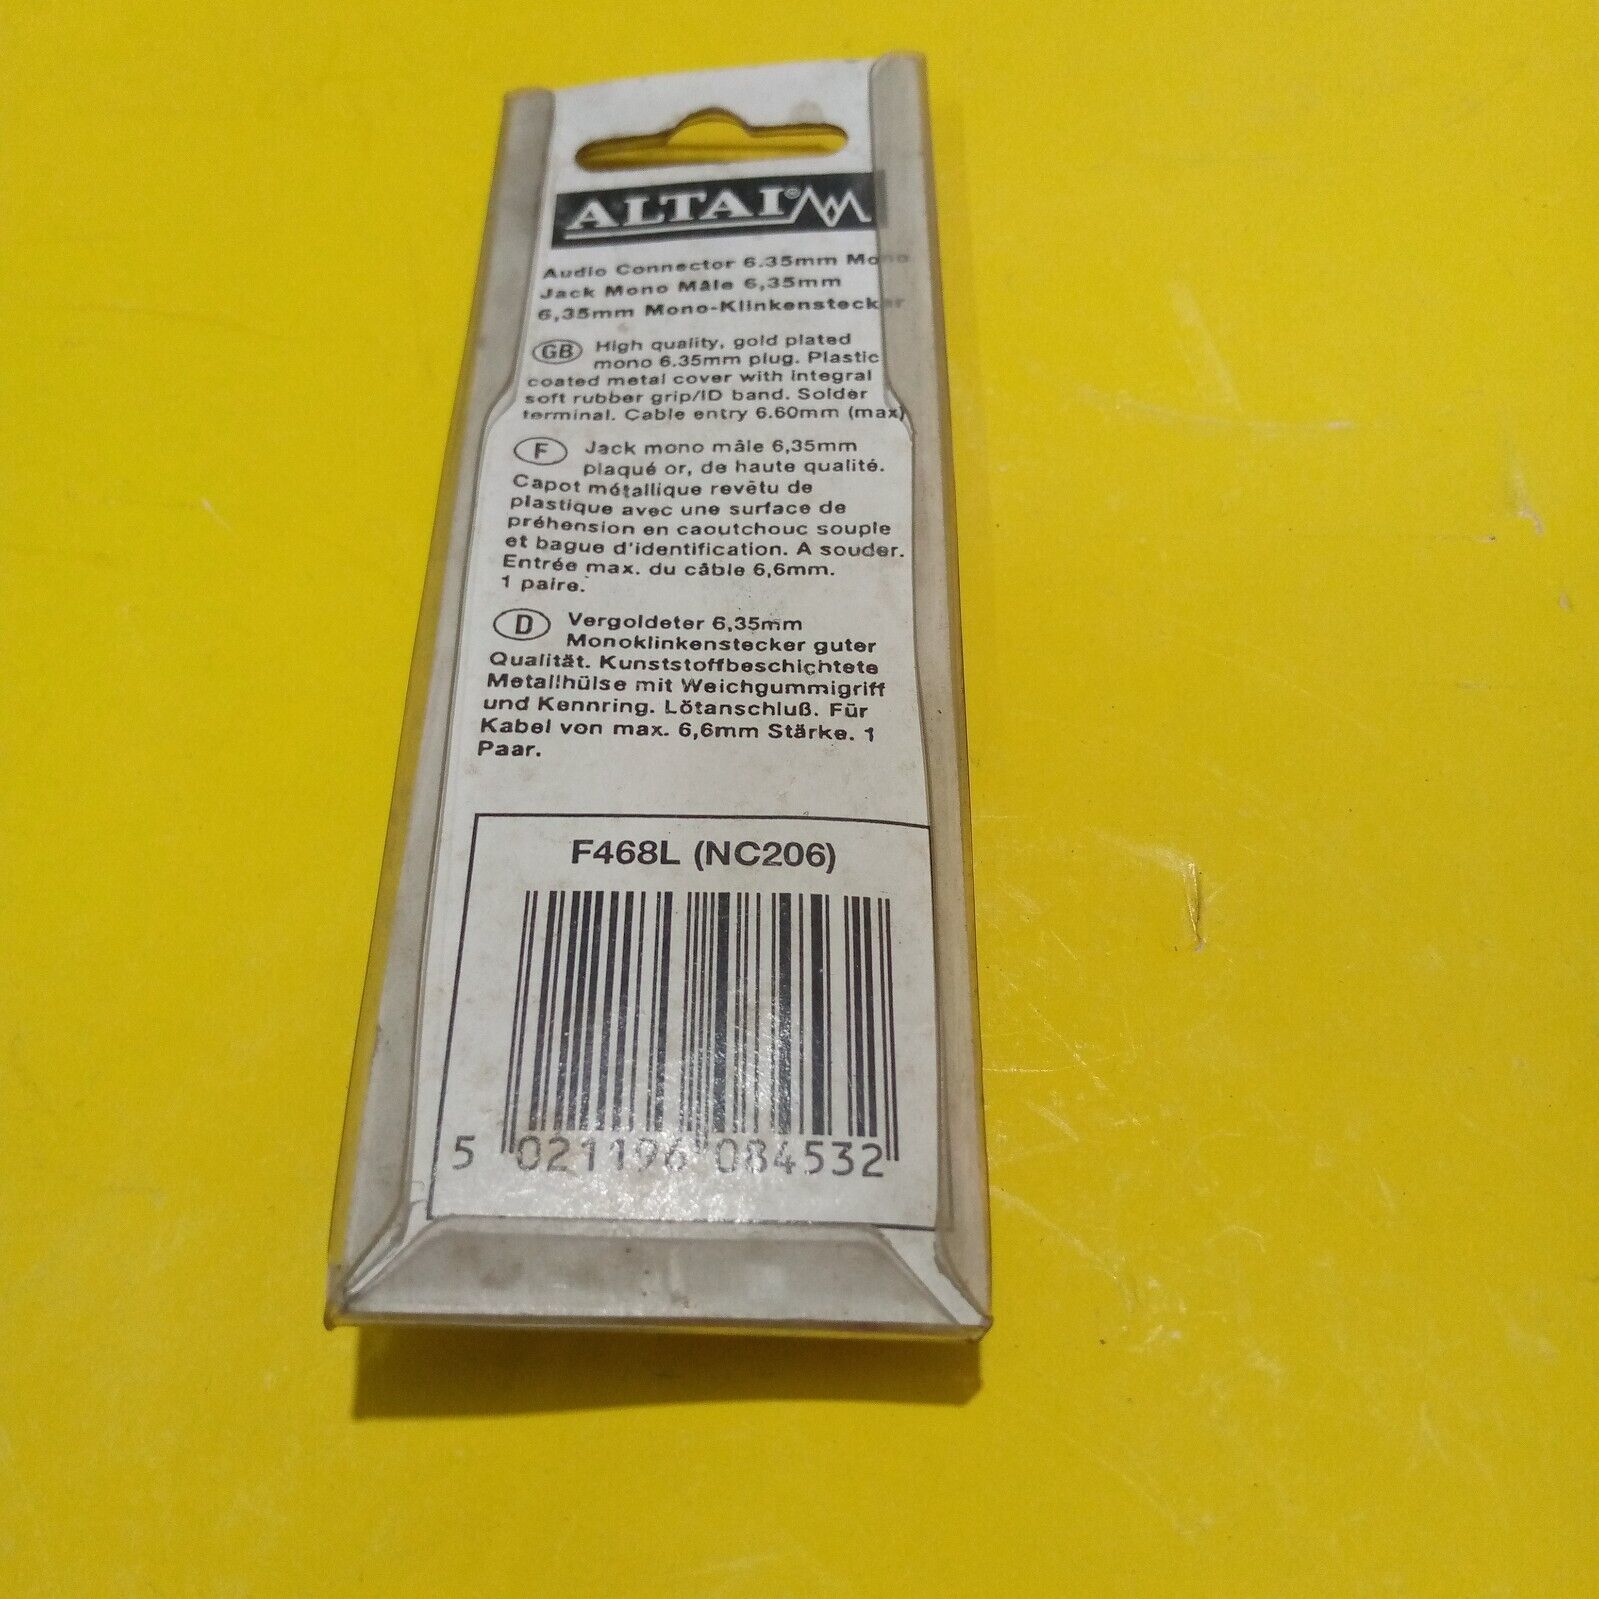 ALTAI®
Audio Connector 6.35mm Mono
Jack Mono Mâle 6,35mm
6,35mm Mono-Klinkenstecker
GB High quality, gold plated
mono 6.35mm plug. Plastic
coated metal cover with integral
soft rubber grip/ID band. Solder
terminal. Cable entry 6.60mm (max)
F Jack mono mâle 6,35mm
plaqué or, de haute qualité.
Capot métallique revêtu de
plastique avec une surface de
préhension en caoutchouc souple
et bague d'identification. A souder.
Entrée max. du câble 6,6mm.
1 paire.
D Vergoldeter 6,35mm
Monoklinkenstecker guter
Qualität. Kunststoffbeschichtete
Metallhülse mit Weichgummigriff
und Kennring. Lötanschluß. Für
Kabel von max. 6,6mm Stärke. 1
Paar.
F468L (NC206)
5 021196 084532